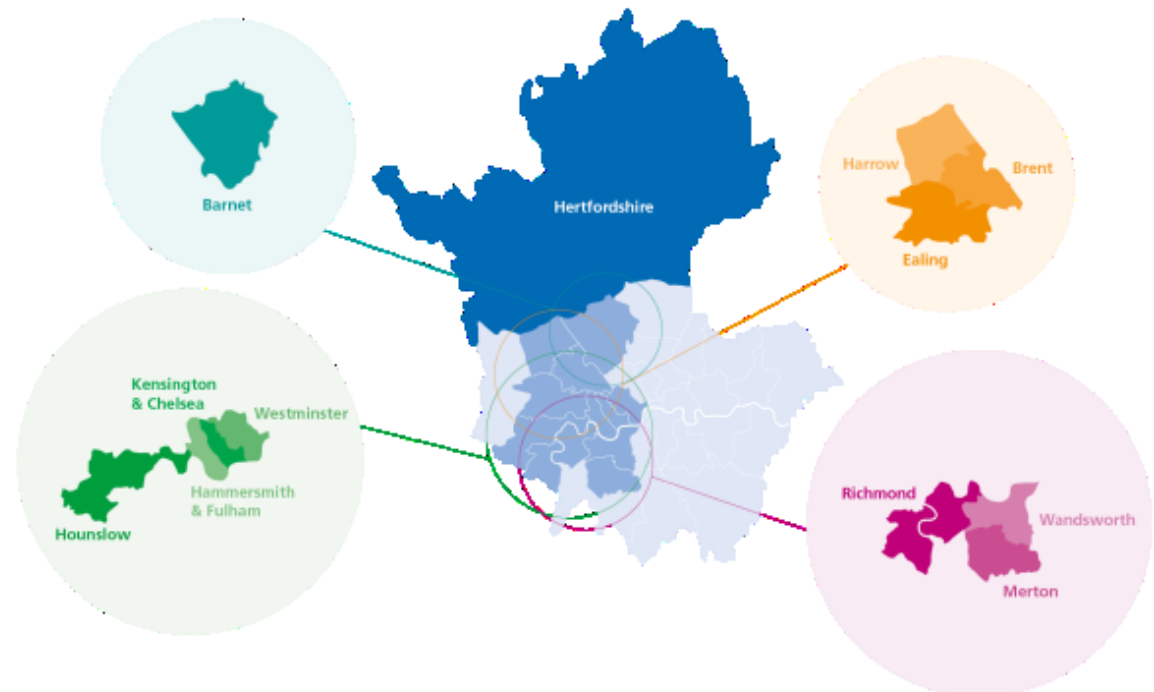 Barnet
Hertfordshire
Harrow
Brent
Ealing
Kensington
& Chelsea
Westminster
Hammersmith
& Fulham
Hounslow
Richmond
Wandsworth
Merton